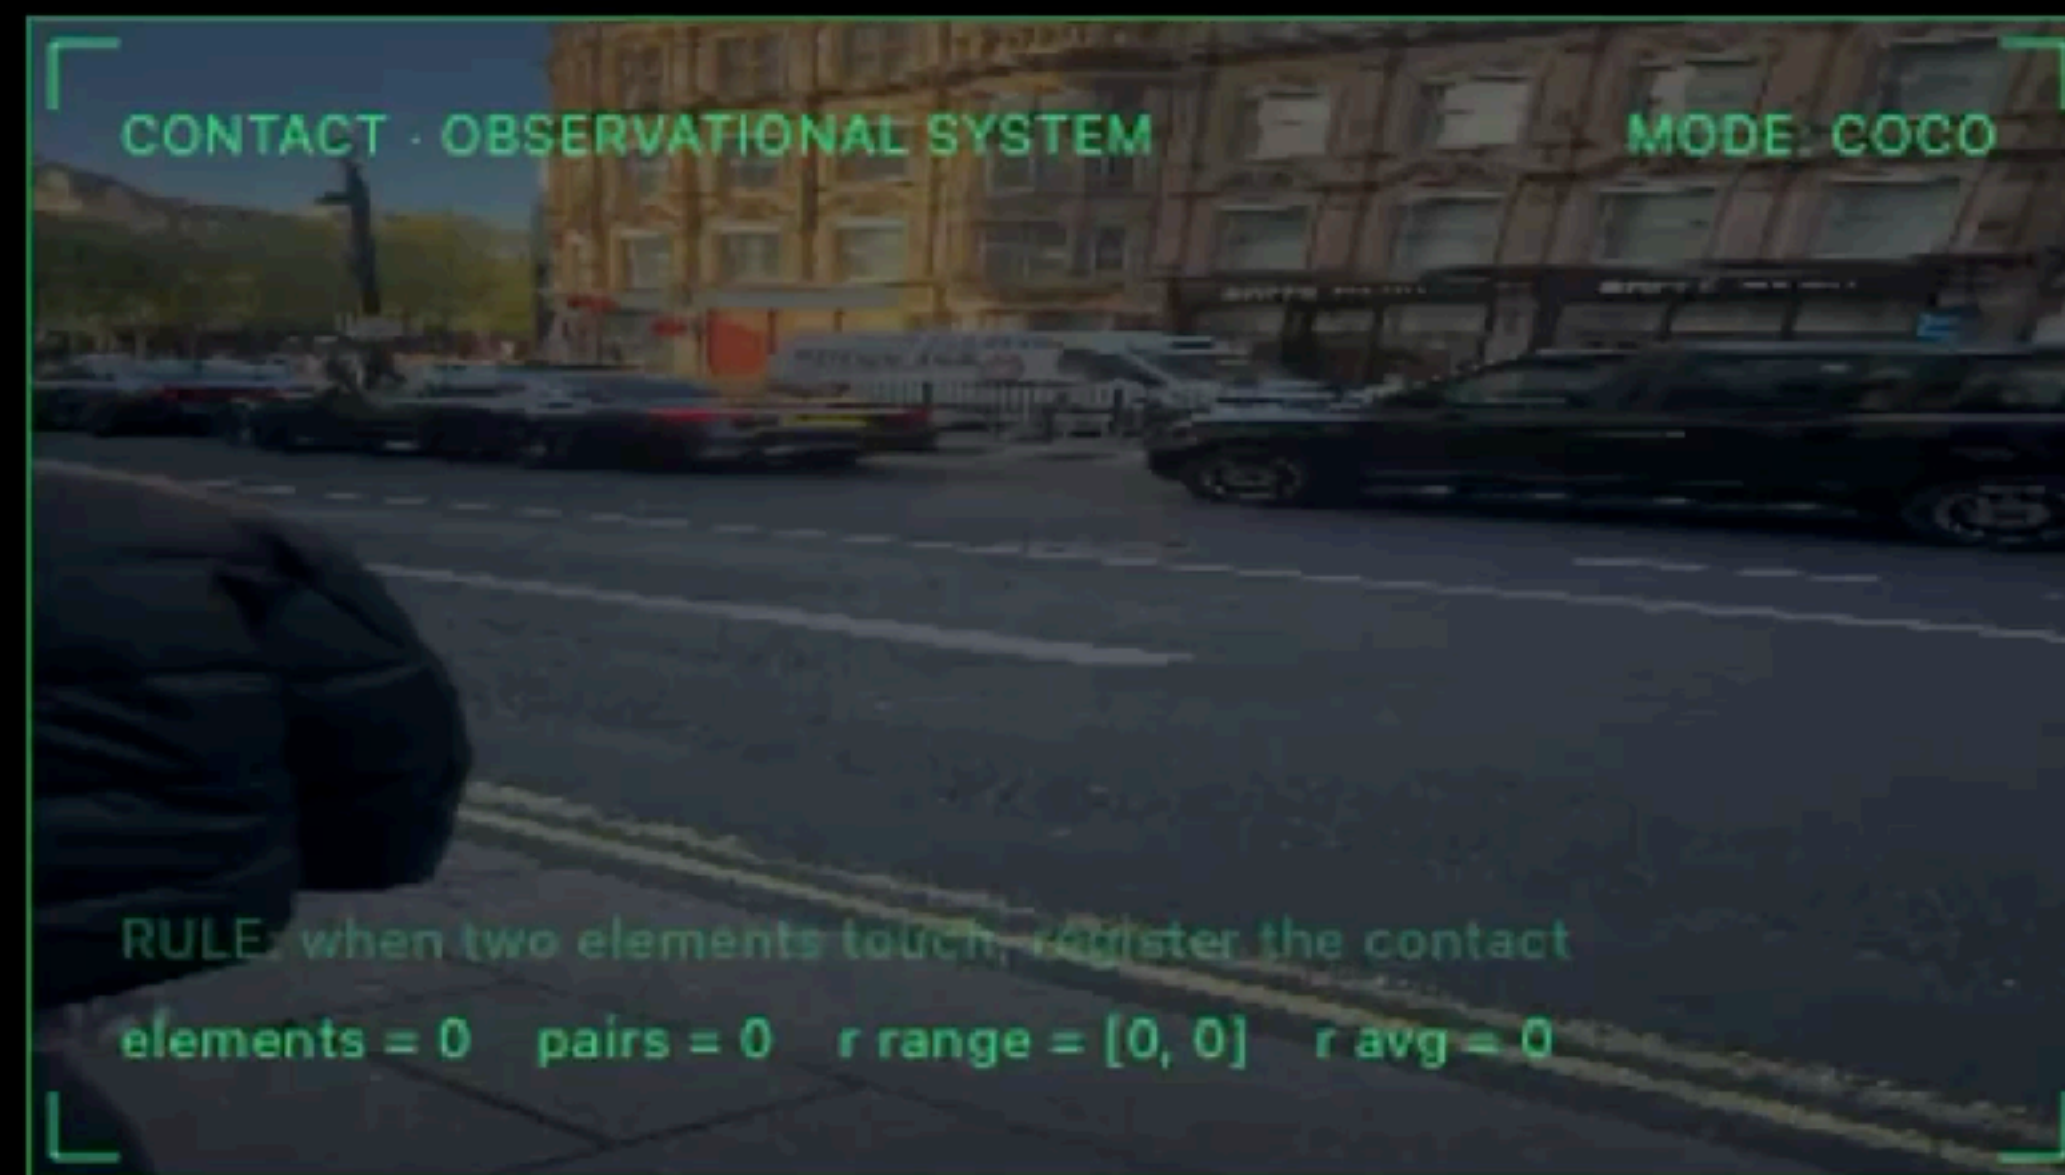 CONTACT · OBSERVATIONAL SYSTEM
MODE: COCO
RULE: when two elements touch, register the contact
elements = 0 pairs = 0 r range = [0, 0] r avg = 0